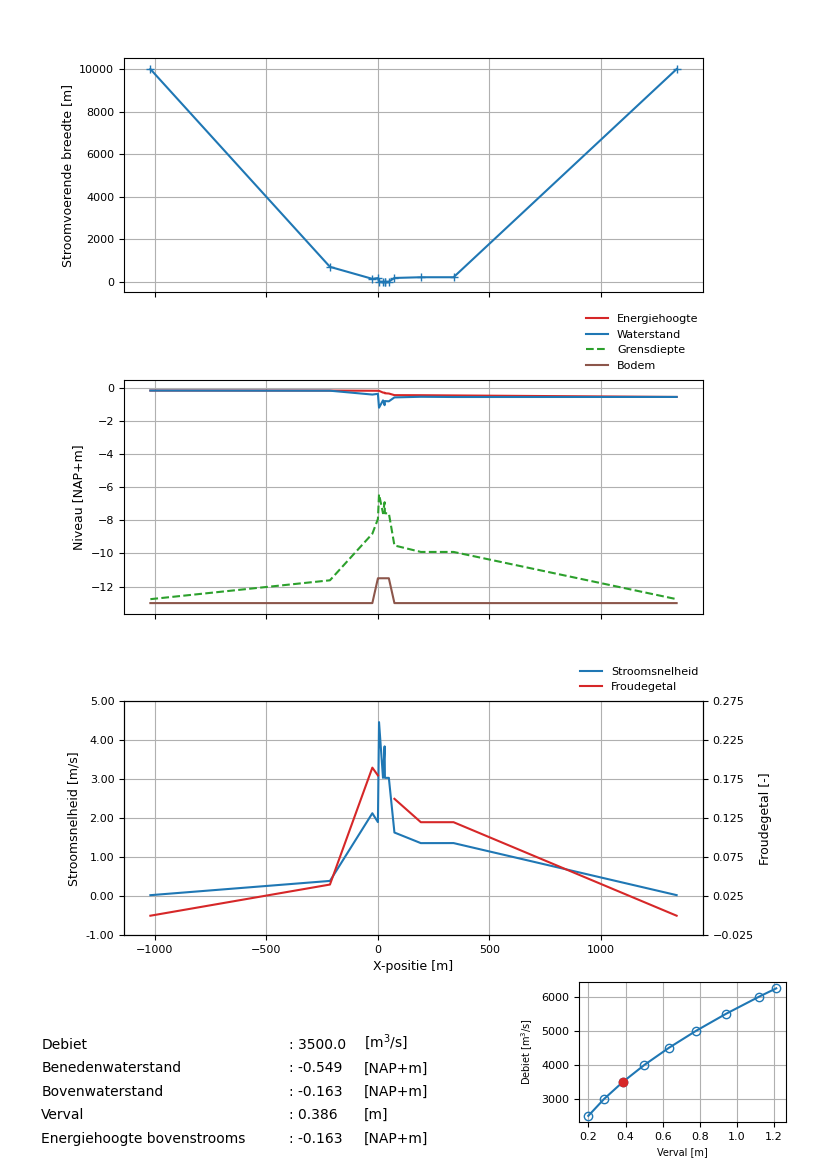 10000
8000
6000
4000
2000
0
Stroomvoerende breedte [m]
Energiehoogte
Waterstand
Grensdiepte
Bodem
0
−2
−4
−6
−8
−10
−12
Niveau [NAP+m]
Stroomsnelheid
Froudegetal
5.00
4.00
3.00
2.00
1.00
0.00
-1.00
Stroomsnelheid [m/s]
0.275
0.225
0.175
0.125
0.075
0.025
−0.025
Froudegetal [-]
−1000 −500 0 500 1000
X-positie [m]
Debiet : 3500.0 [m³/s]
Benedenwaterstand : -0.549 [NAP+m]
Bovenwaterstand : -0.163 [NAP+m]
Verval : 0.386 [m]
Energiehoogte bovenstrooms : -0.163 [NAP+m]
6000
5000
4000
3000
Debiet [m³/s]
0.2 0.4 0.6 0.8 1.0 1.2
Verval [m]